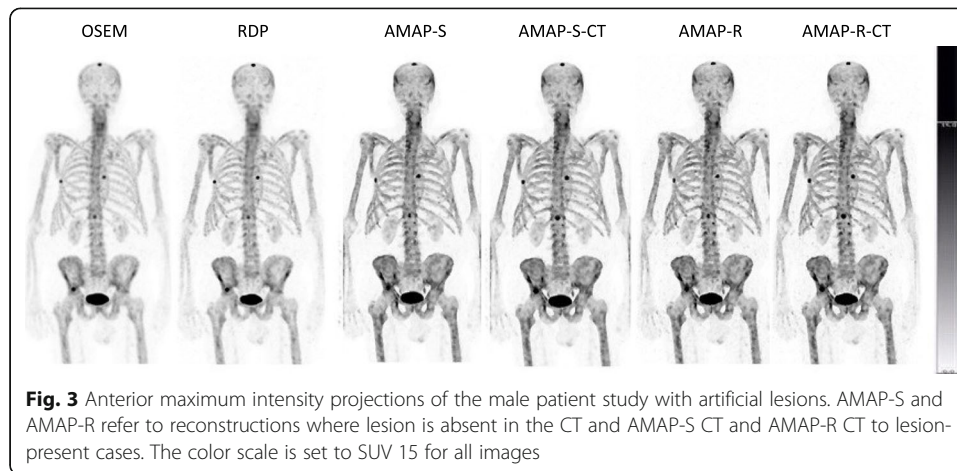 OSEM RDP AMAP-S AMAP-S-CT AMAP-R AMAP-R-CT
Fig. 3 Anterior maximum intensity projections of the male patient study with artificial lesions. AMAP-S and
AMAP-R refer to reconstructions where lesion is absent in the CT and AMAP-S CT and AMAP-R CT to lesion-
present cases. The color scale is set to SUV 15 for all images